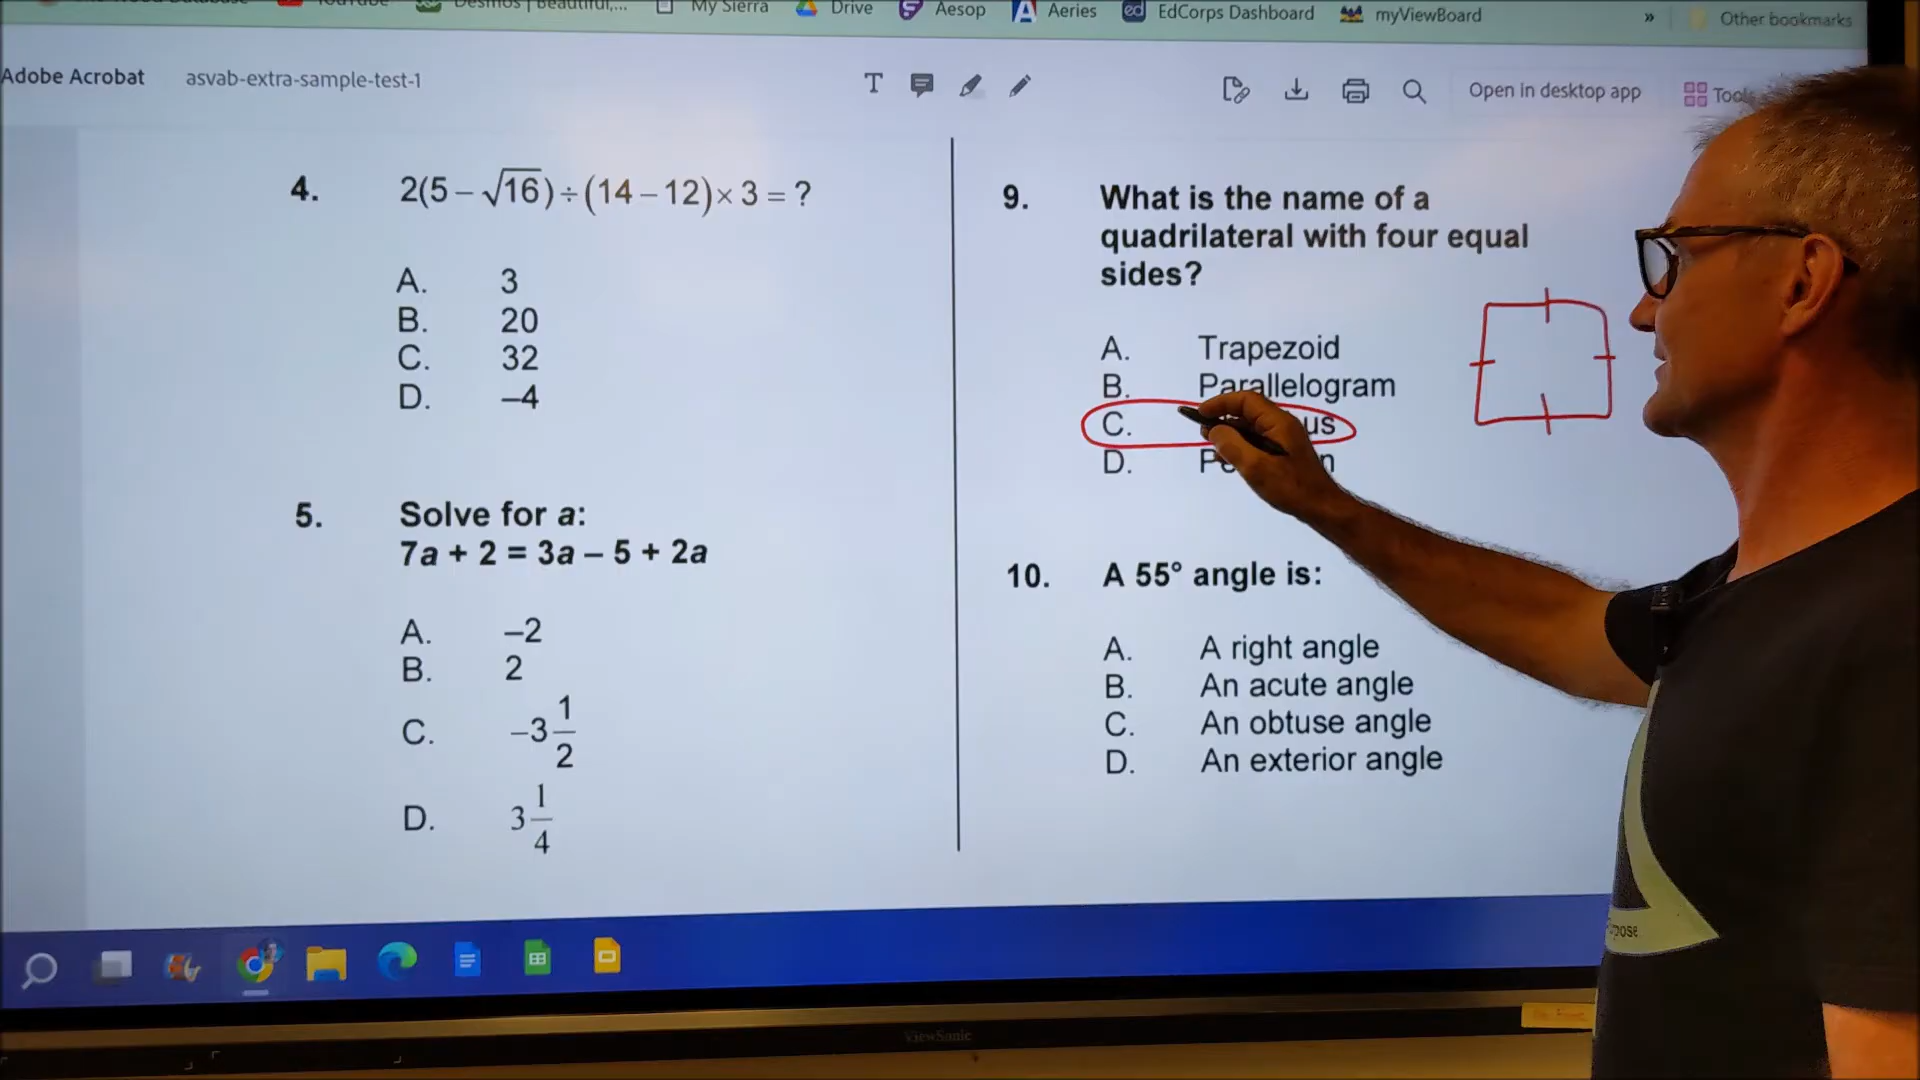 My Sierra
Drive
Aesop
Aeries
ed
EdCorps Dashboard
myViewBoard
»
Other bookmarks
Adobe Acrobat
asvab-extra-sample-test-1
T
Open in desktop app
4. 2(5 – √16) ÷ (14 – 12) × 3 = ?
A. 3
B. 20
C. 32
D. –4
5. Solve for a:
7a + 2 = 3a – 5 + 2a
A. –2
B. 2
C. –3 1/2
D. 3 1/4
9. What is the name of a
quadrilateral with four equal
sides?
A. Trapezoid
B. Parallelogram
C.
D.
10. A 55° angle is:
A. A right angle
B. An acute angle
C. An obtuse angle
D. An exterior angle
ViewSonic